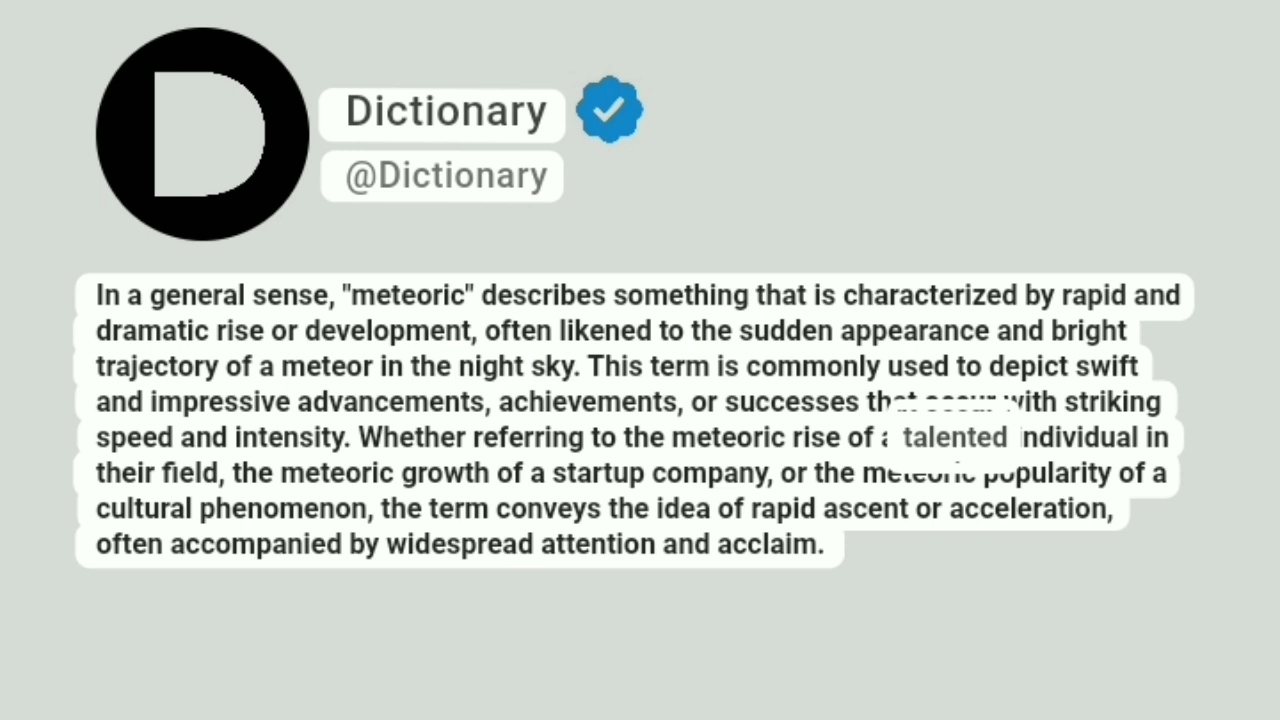 D
Dictionary
@Dictionary
In a general sense, "meteoric" describes something that is characterized by rapid and
dramatic rise or development, often likened to the sudden appearance and bright
trajectory of a meteor in the night sky. This term is commonly used to depict swift
and impressive advancements, achievements, or successes that occur with striking
speed and intensity. Whether referring to the meteoric rise of a talented individual in
their field, the meteoric growth of a startup company, or the meteoric popularity of a
cultural phenomenon, the term conveys the idea of rapid ascent or acceleration,
often accompanied by widespread attention and acclaim.